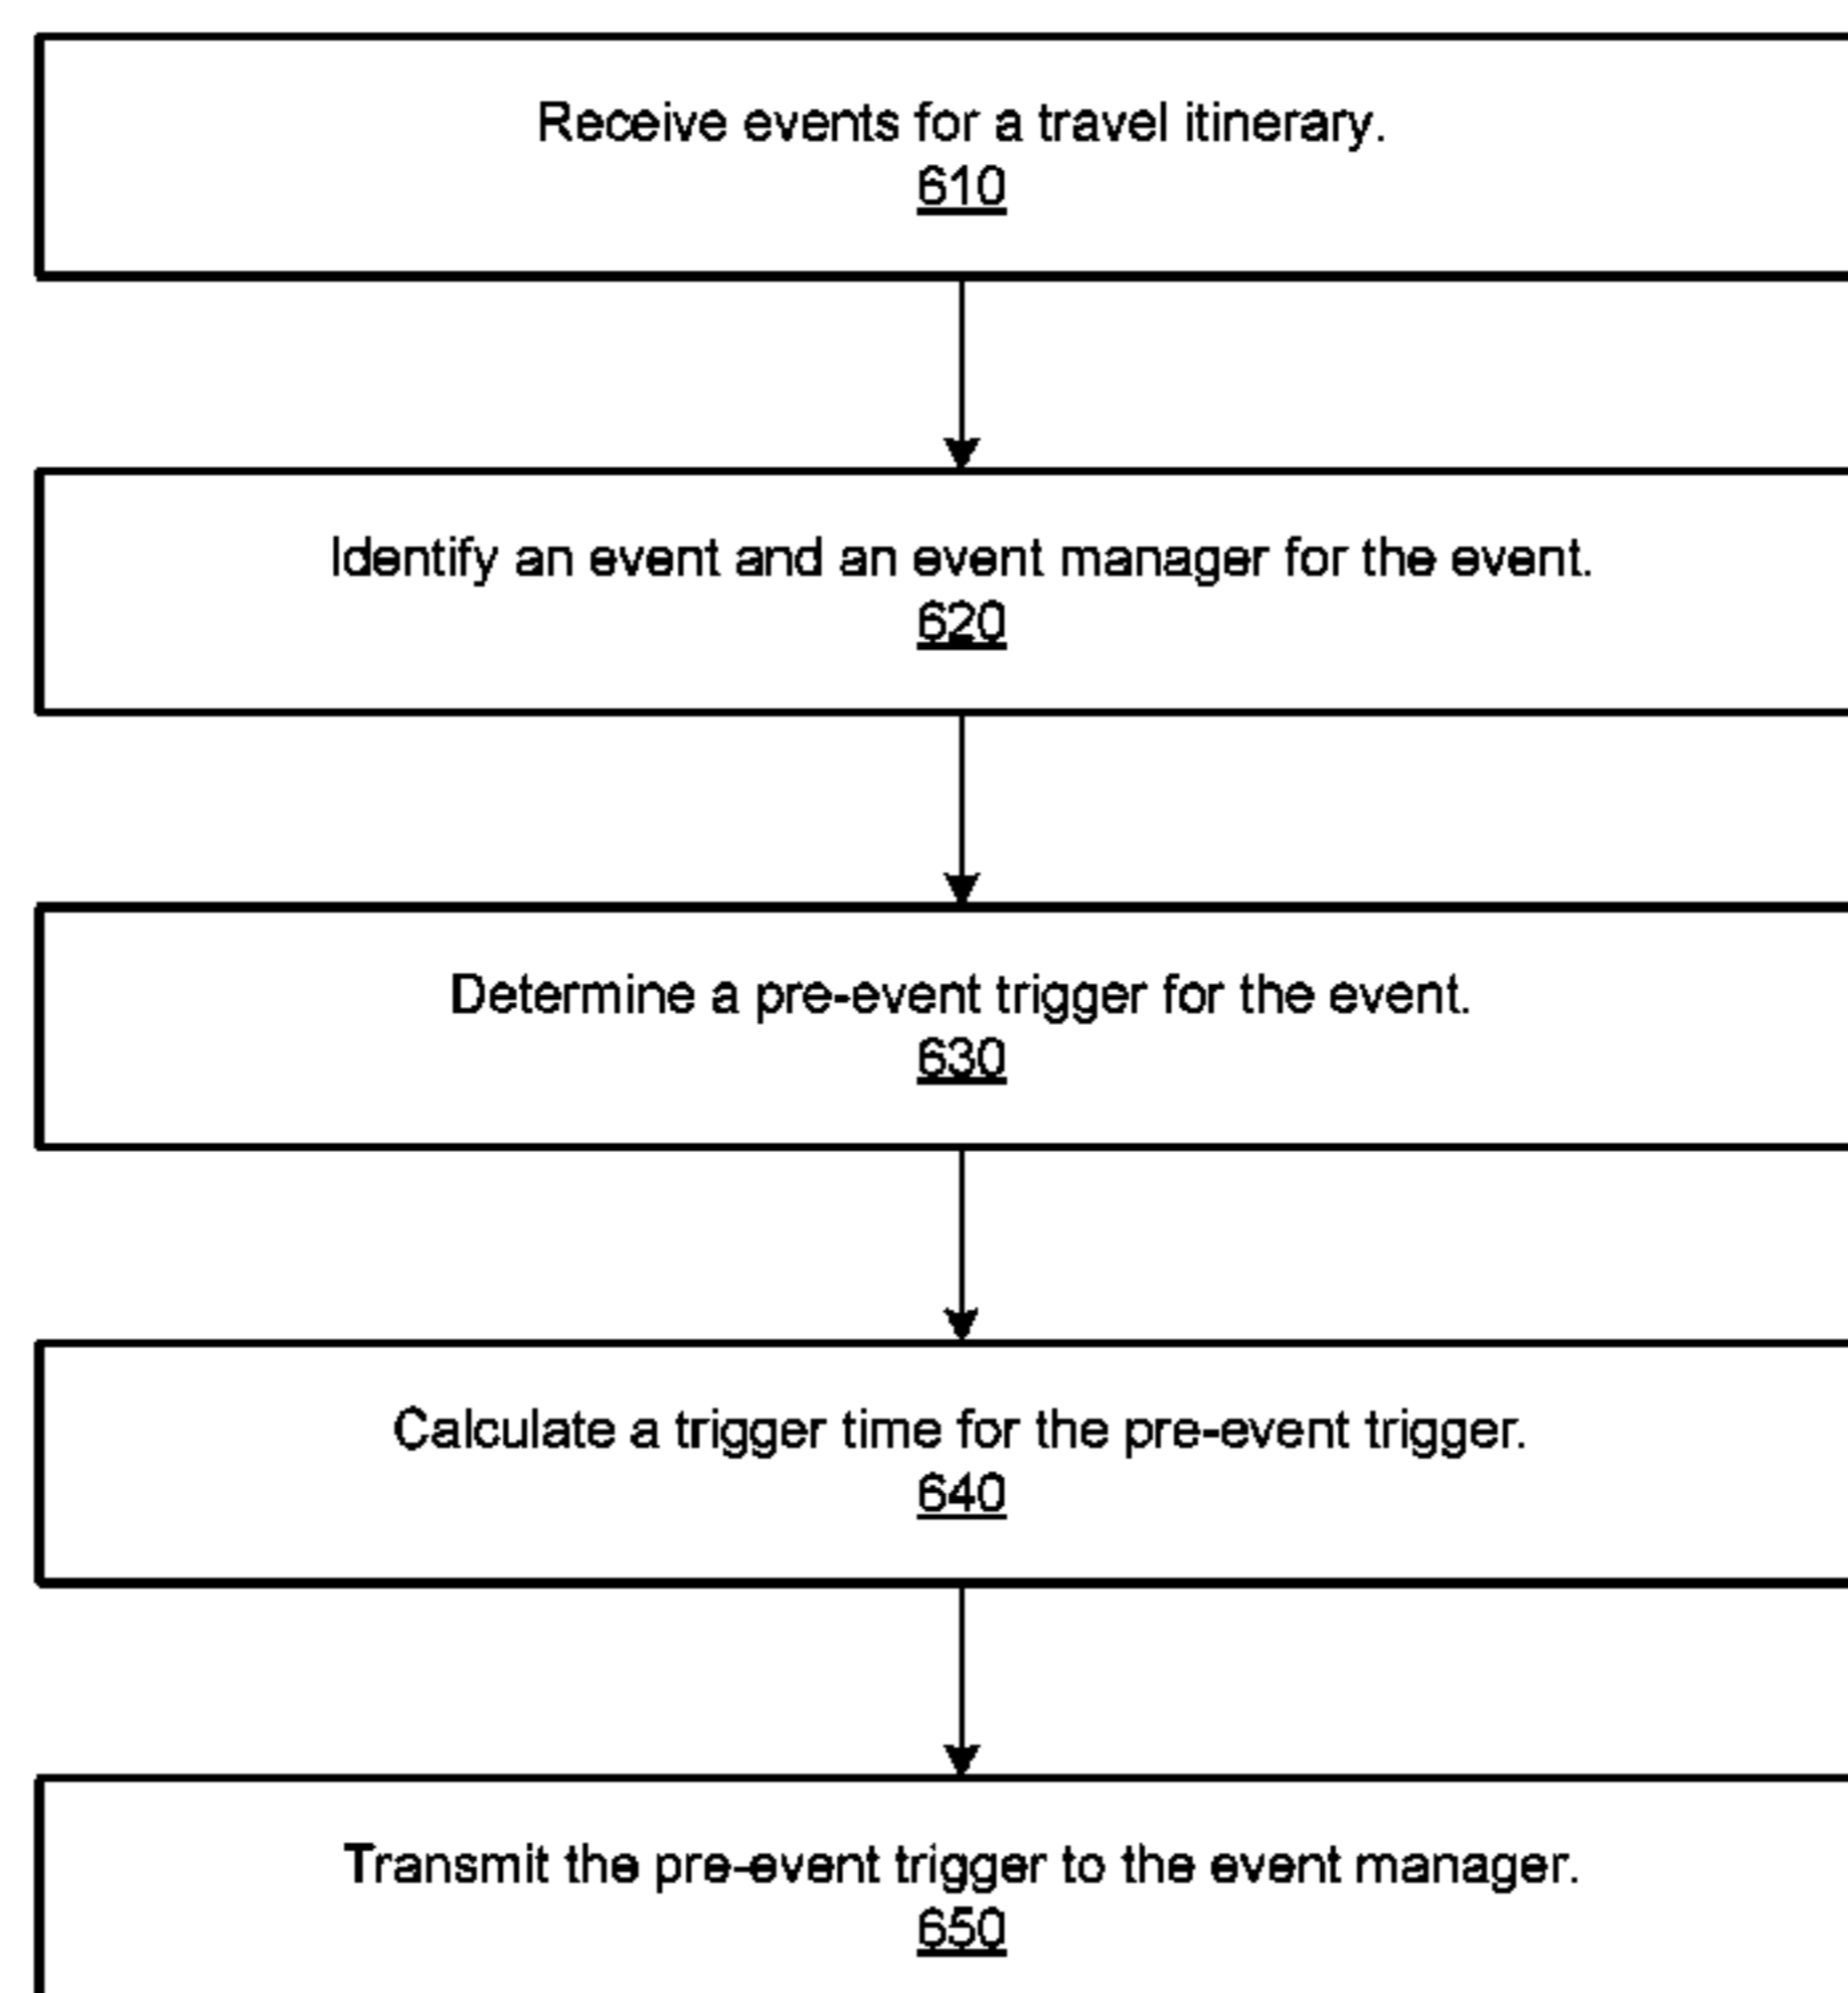 Receive events for a travel itinerary.
610
Identify an event and an event manager for the event.
620
Determine a pre-event trigger for the event.
630
Calculate a trigger time for the pre-event trigger.
640
Transmit the pre-event trigger to the event manager.
650